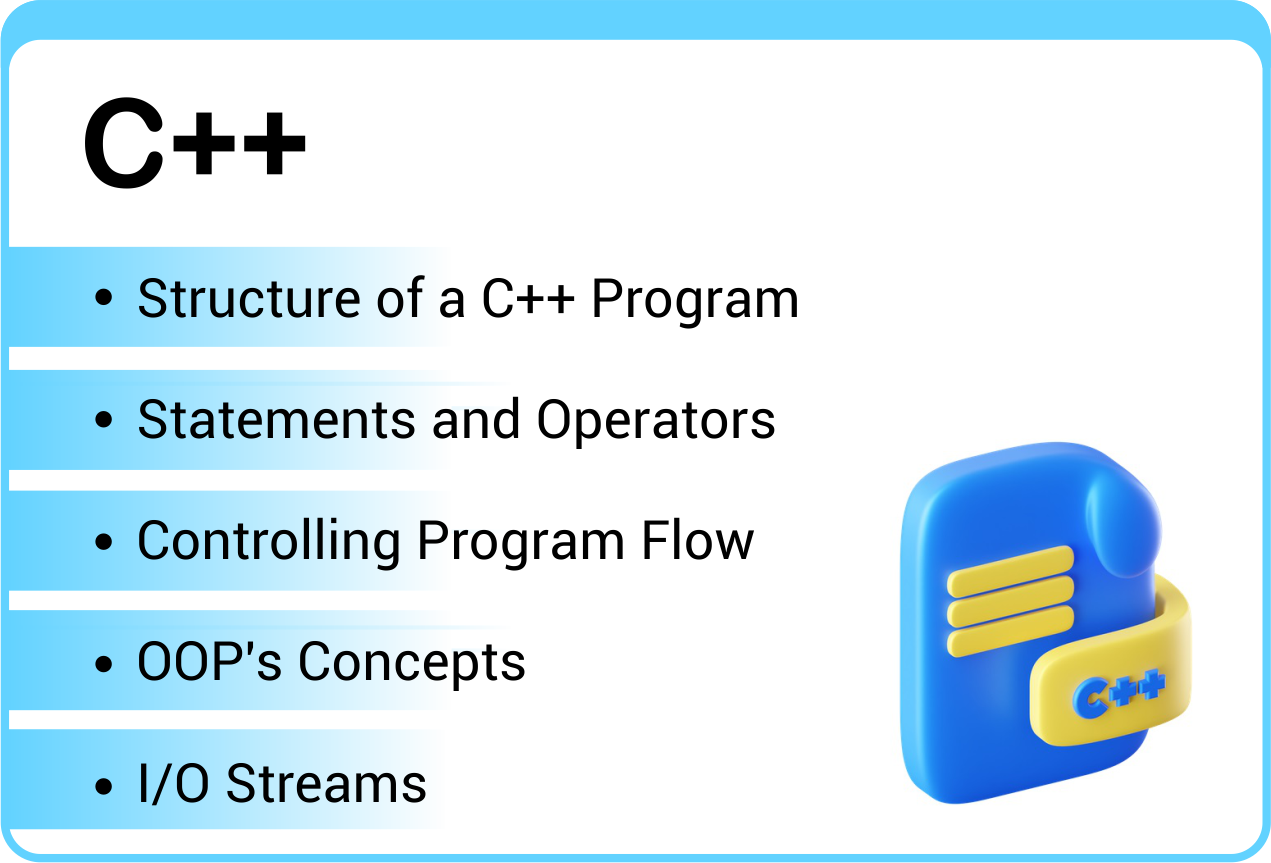 C++
• Structure of a C++ Program
• Statements and Operators
• Controlling Program Flow
• OOP's Concepts
• I/O Streams
C++